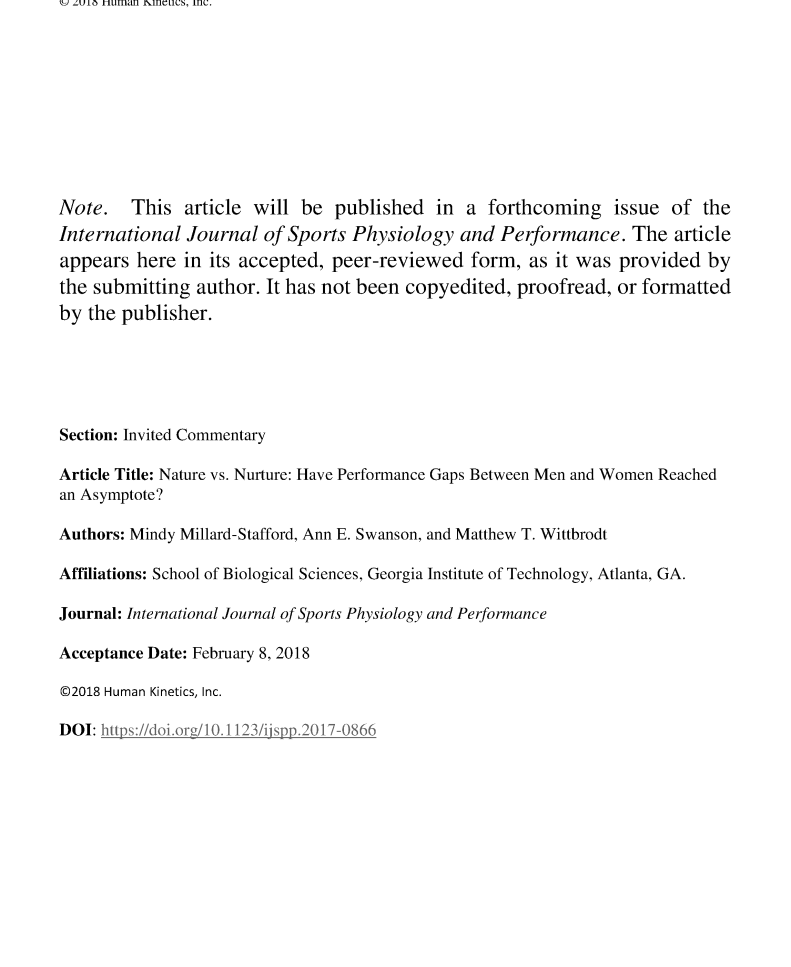 © 2018 Human Kinetics, Inc.
Note. This article will be published in a forthcoming issue of the
International Journal of Sports Physiology and Performance. The article
appears here in its accepted, peer-reviewed form, as it was provided by
the submitting author. It has not been copyedited, proofread, or formatted
by the publisher.
Section: Invited Commentary
Article Title: Nature vs. Nurture: Have Performance Gaps Between Men and Women Reached
an Asymptote?
Authors: Mindy Millard-Stafford, Ann E. Swanson, and Matthew T. Wittbrodt
Affiliations: School of Biological Sciences, Georgia Institute of Technology, Atlanta, GA.
Journal: International Journal of Sports Physiology and Performance
Acceptance Date: February 8, 2018
©2018 Human Kinetics, Inc.
DOI: https://doi.org/10.1123/ijspp.2017-0866